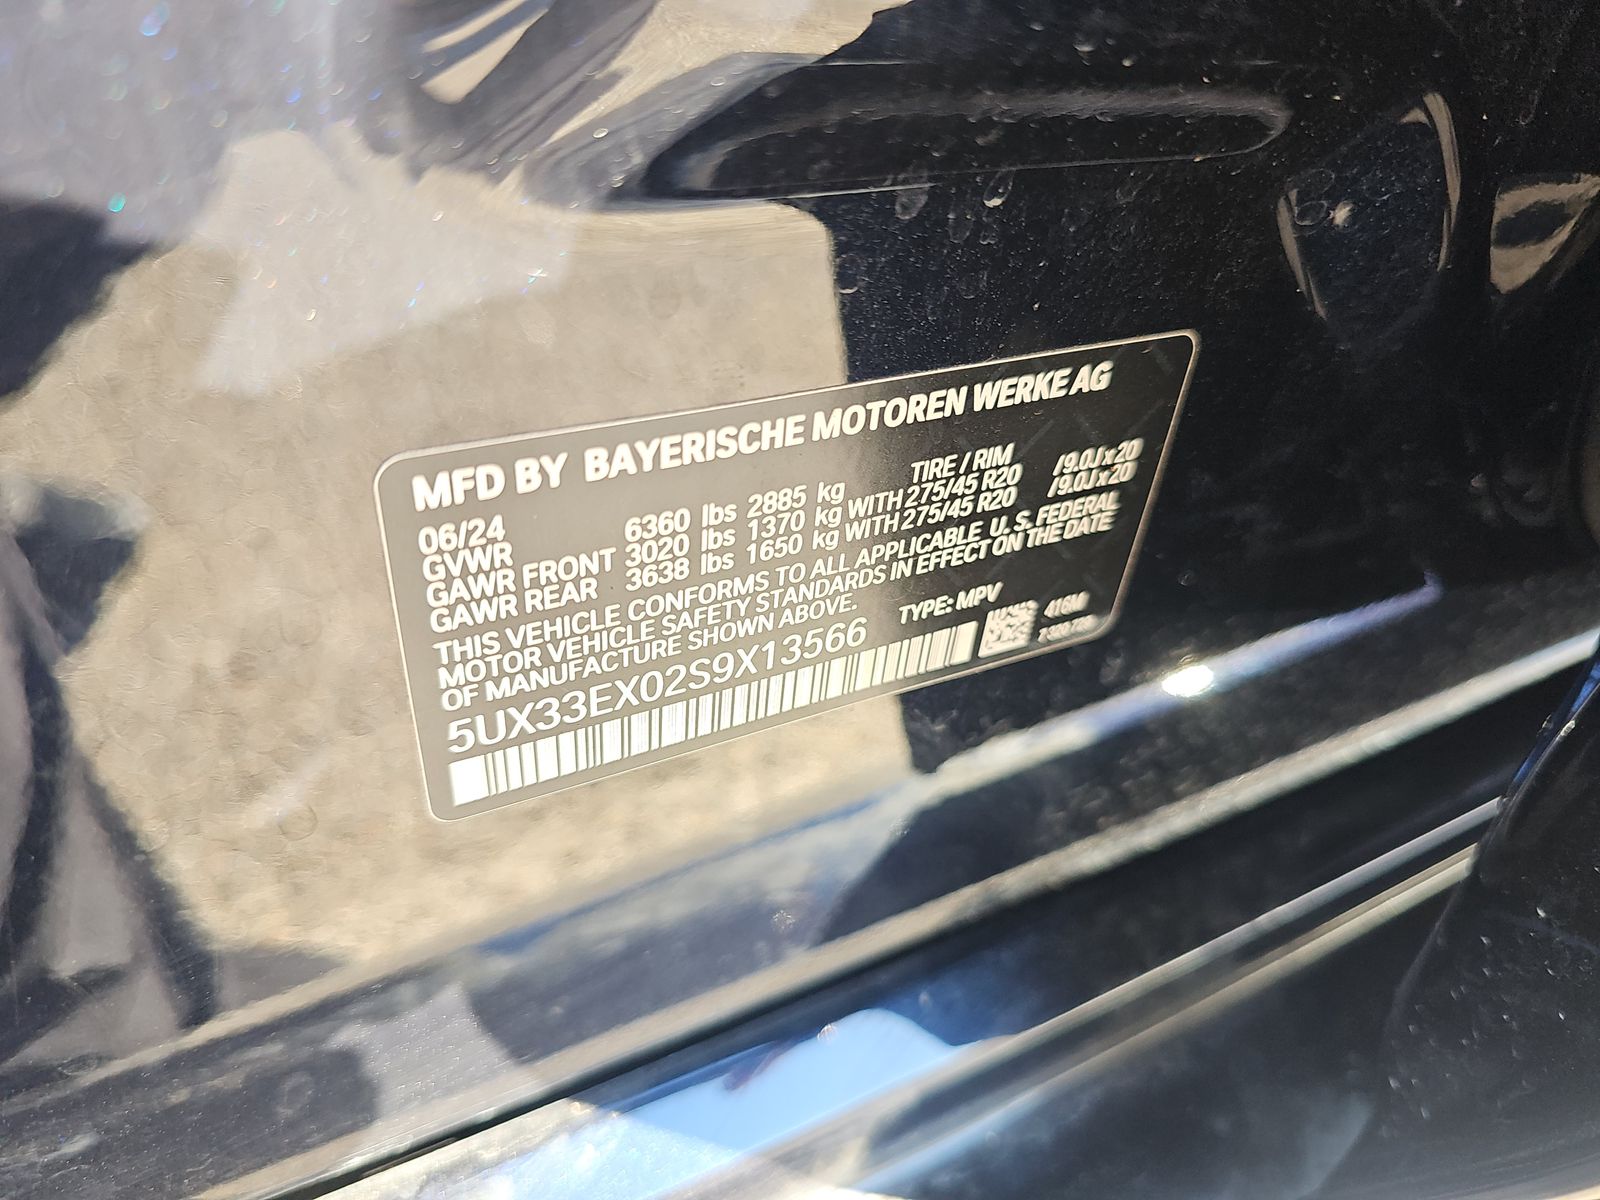 MFD BY BAYERISCHE MOTOREN WERKE AG
06/24 TIRE / RIM
GVWR 6360 lbs 2885 kg
GAWR FRONT 3020 lbs 1370 kg WITH 275/45 R20 /9.0J x 20
GAWR REAR 3638 lbs 1650 kg WITH 275/45 R20 /9.0J x 20
THIS VEHICLE CONFORMS TO ALL APPLICABLE U. S. FEDERAL
MOTOR VEHICLE SAFETY STANDARDS IN EFFECT ON THE DATE
OF MANUFACTURE SHOWN ABOVE.
5UX33EX02S9X13566 TYPE: MPV
416M